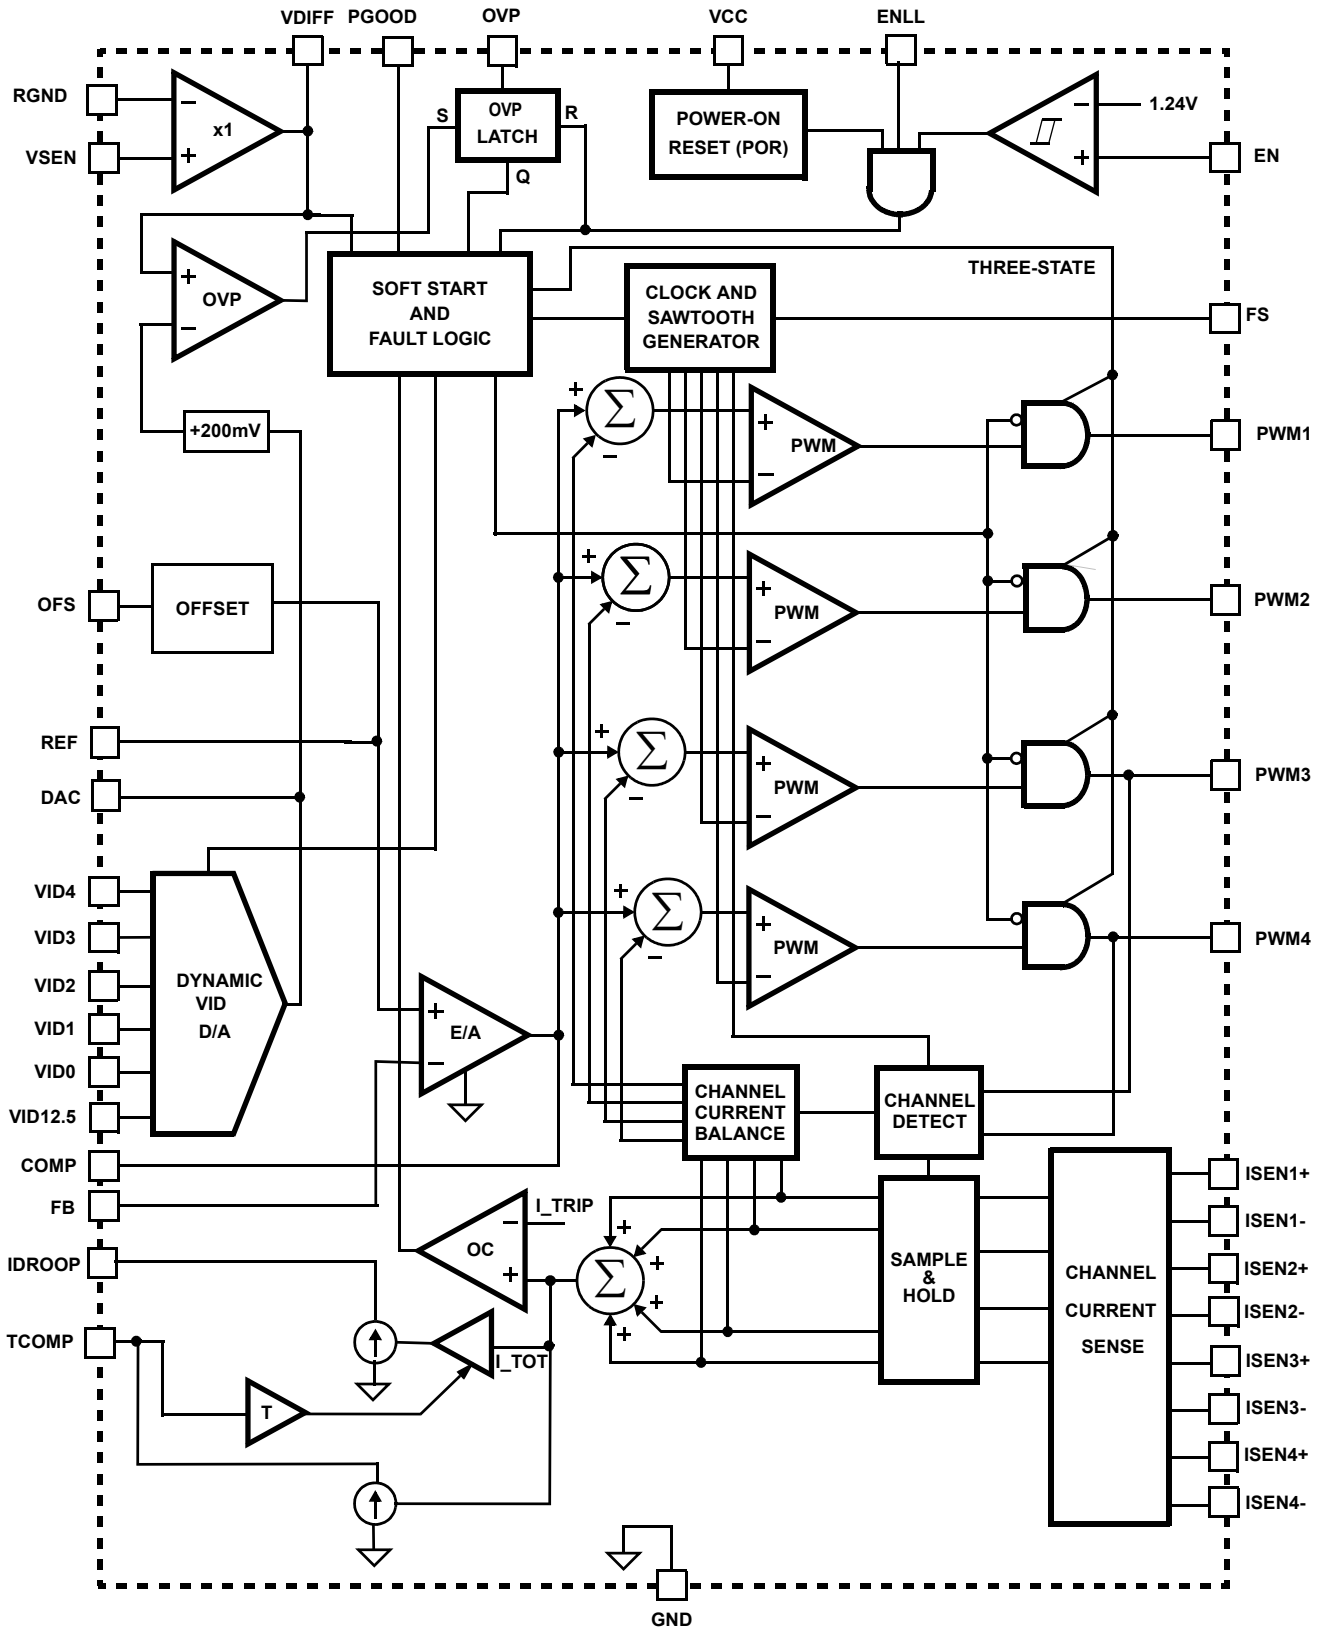 VDIFF PGOOD OVP VCC ENLL
RGND
VSEN
x1
−
+
S
OVP
LATCH
R
Q
POWER-ON
RESET (POR)
−
+
1.24V
EN
+
−
OVP
SOFT START
AND
FAULT LOGIC
CLOCK AND
SAWTOOTH
GENERATOR
THREE-STATE
FS
+200mV
+
Σ
−
+
−
PWM
PWM1
OFS
OFFSET
+
Σ
−
+
−
PWM
PWM2
REF
DAC
+
Σ
−
+
−
PWM
PWM3
VID4
VID3
VID2
VID1
VID0
VID12.5
DYNAMIC
VID
D/A
+
Σ
−
+
−
PWM
PWM4
+
−
E/A
COMP
FB
IDROOP
TCOMP
CHANNEL
CURRENT
BALANCE
CHANNEL
DETECT
I_TRIP
−
+
OC
I_TOT
T
Σ
+
+
+
+
SAMPLE
&
HOLD
CHANNEL
CURRENT
SENSE
ISEN1+
ISEN1-
ISEN2+
ISEN2-
ISEN3+
ISEN3-
ISEN4+
ISEN4-
GND